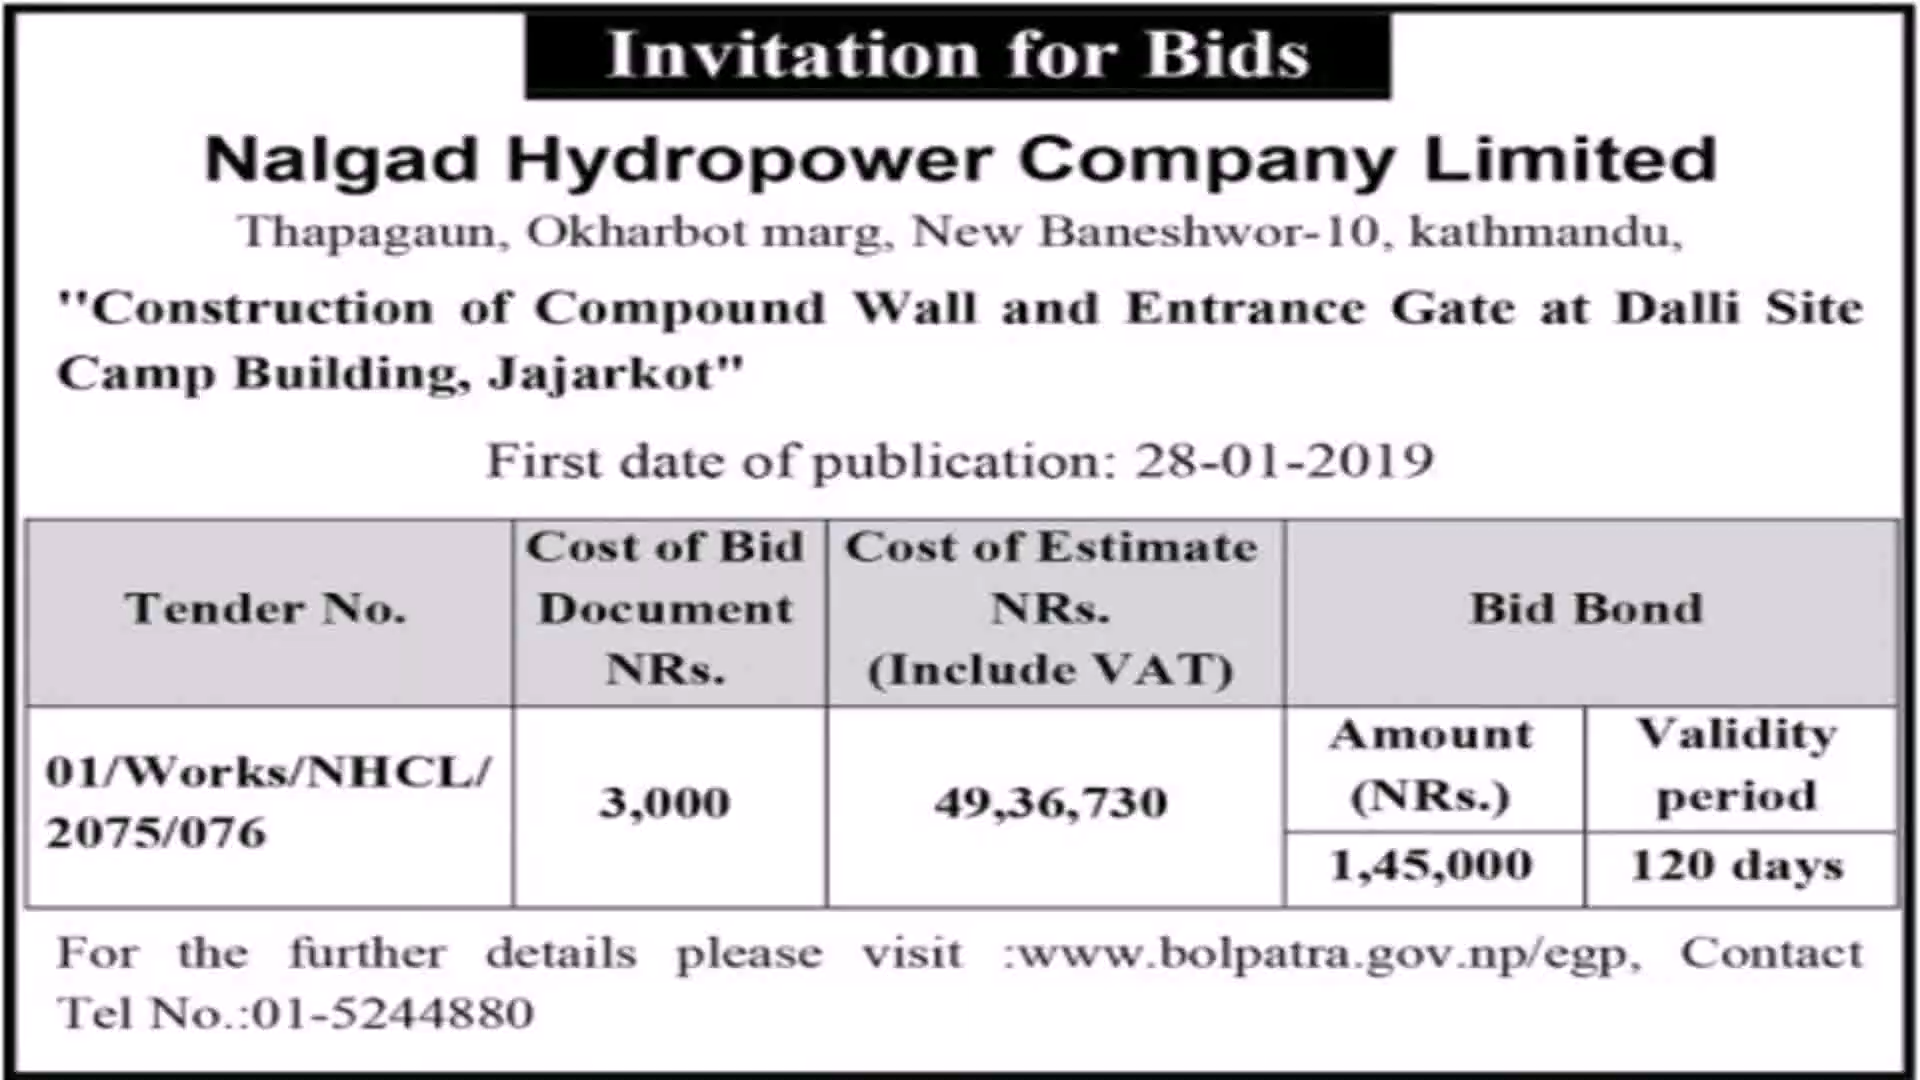 Invitation for Bids
Nalgad Hydropower Company Limited
Thapagaun, Okharbot marg, New Baneshwor-10, kathmandu,
"Construction of Compound Wall and Entrance Gate at Dalli Site
Camp Building, Jajarkot"
First date of publication: 28-01-2019
Tender No.
Cost of Bid
Document
NRs.
Cost of Estimate
NRs.
(Include VAT)
Bid Bond
01/Works/NHCL/
2075/076
3,000
49,36,730
Amount
(NRs.)
Validity
period
1,45,000
120 days
For the further details please visit :www.bolpatra.gov.np/egp, Contact
Tel No.:01-5244880